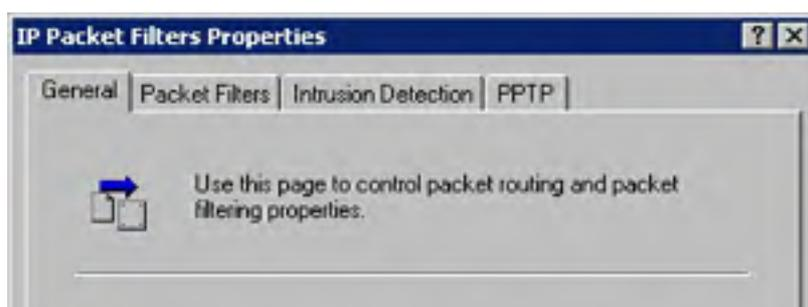 IP Packet Filters Properties
General Packet Filters Intrusion Detection PPTP
Use this page to control packet routing and packet
filtering properties.